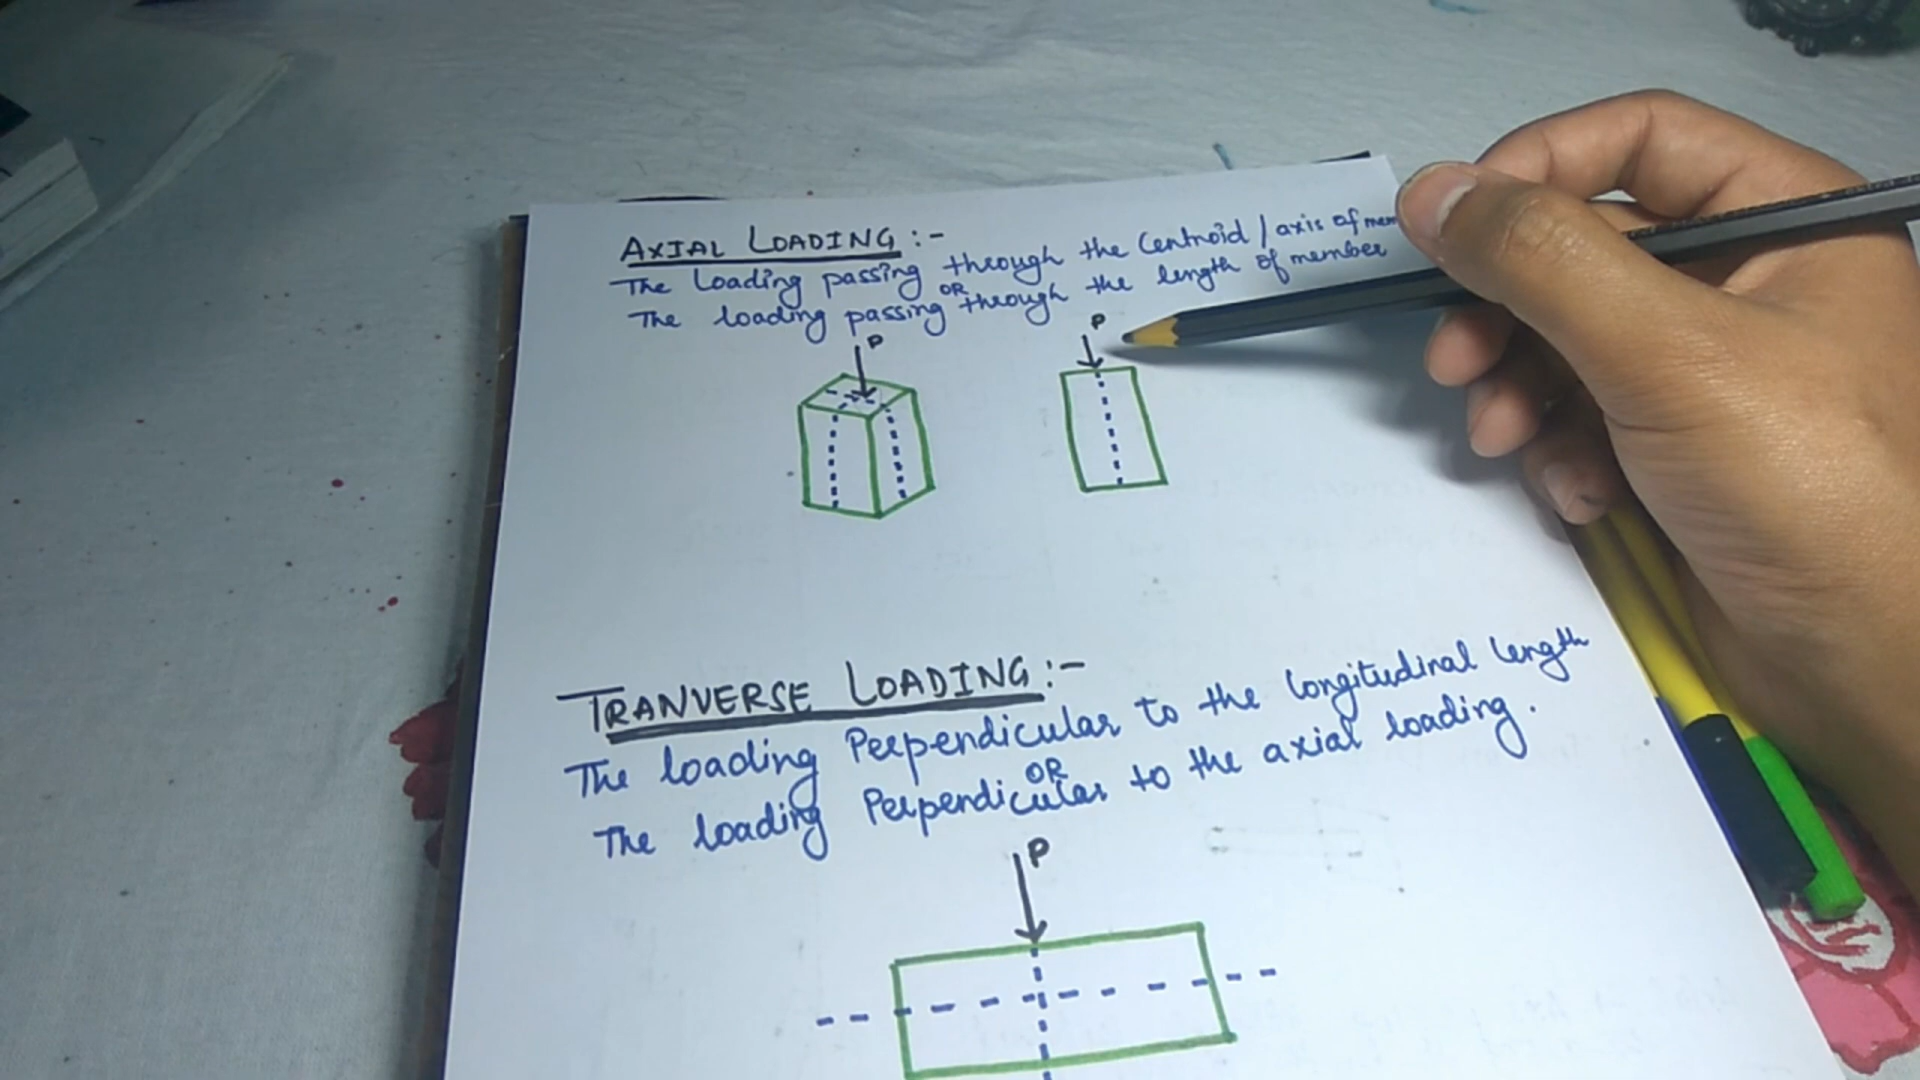 AXIAL LOADING :-
The Loading passing through the Centroid / axis of mem
OR
The loading passing through the length of member
P
P
TRANVERSE LOADING :-
The loading Perpendicular to the longitudinal length
OR
The loading Perpendicular to the axial loading.
P